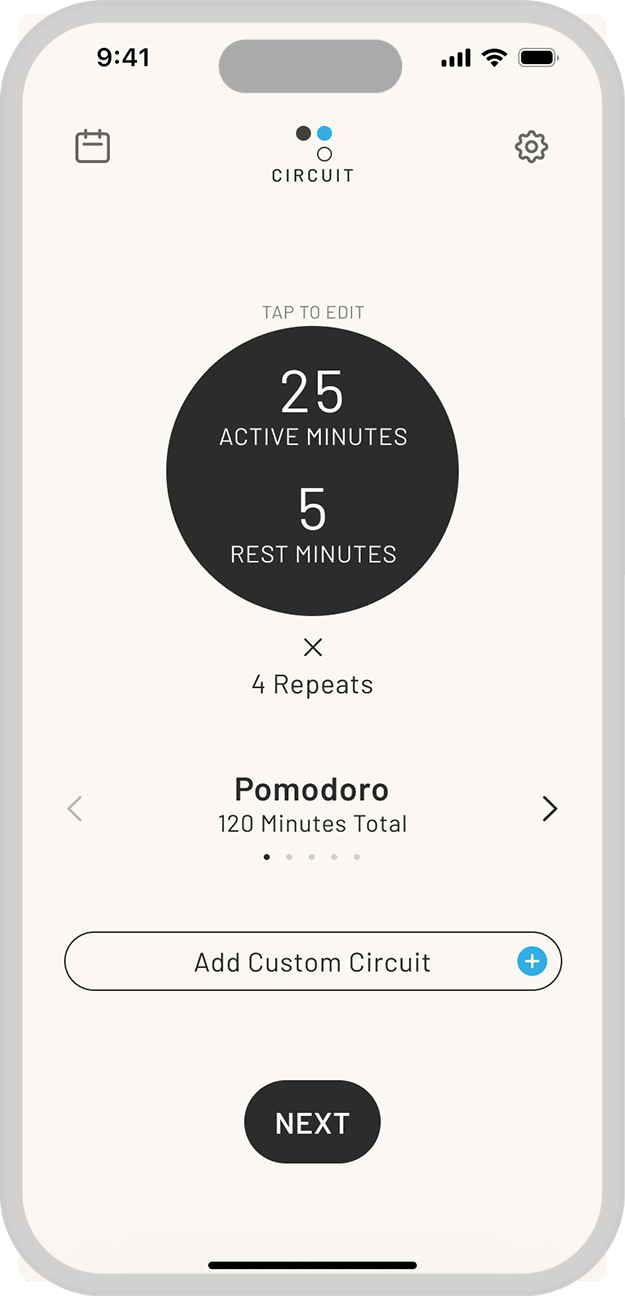 9:41
CIRCUIT
TAP TO EDIT
25
ACTIVE MINUTES
5
REST MINUTES
4 Repeats
Pomodoro
120 Minutes Total
Add Custom Circuit
NEXT